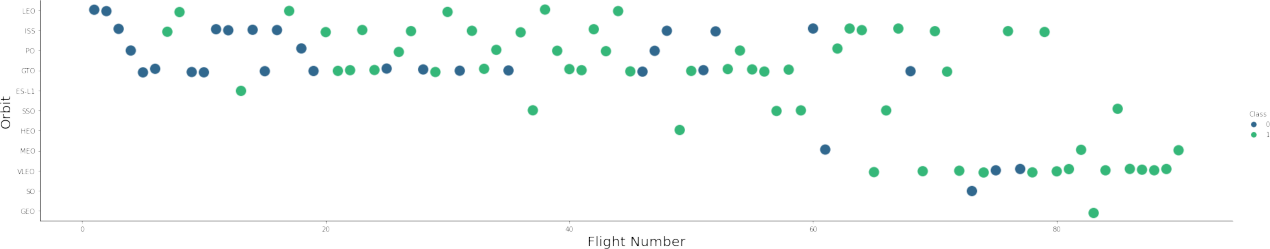 LEO
ISS
PO
GTO
ES-L1
SSO
HEO
MEO
VLEO
SO
GEO
Orbit
0 20 40 60 80
Flight Number
Class
0
1